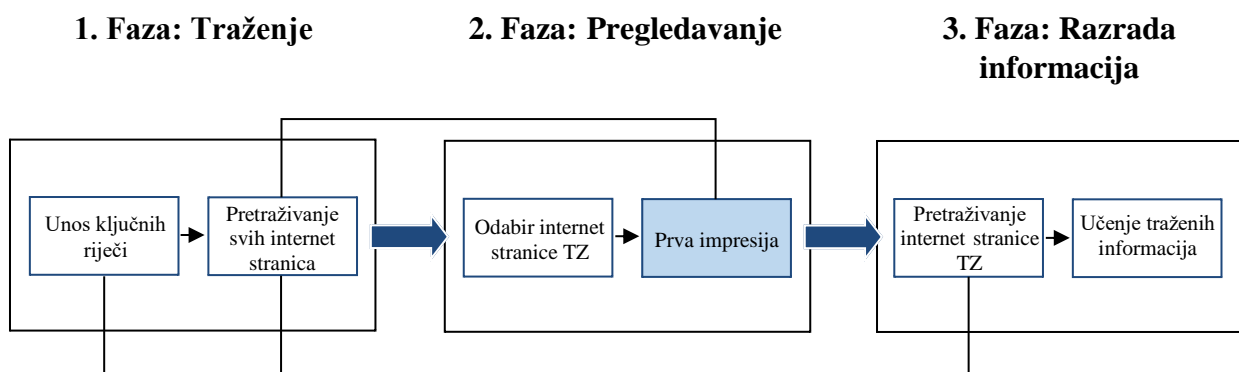 1. Faza: Traženje
2. Faza: Pregledavanje
3. Faza: Razrada
informacija
Unos ključnih
riječi
Pretraživanje
svih internet
stranica
Odabir internet
stranice TZ
Prva impresija
Pretraživanje
internet stranice
TZ
Učenje traženih
informacija